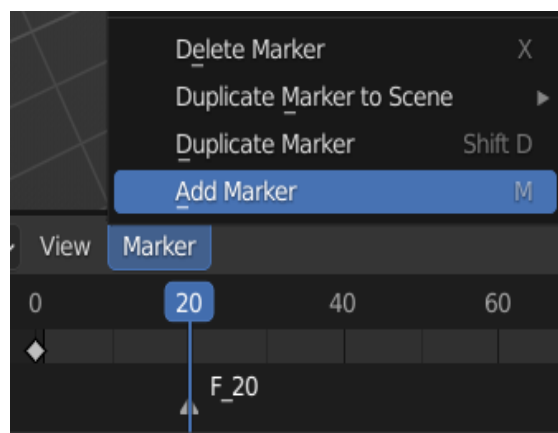 Delete Marker X
Duplicate Marker to Scene
Duplicate Marker Shift D
Add Marker M
View Marker
0 20 40 60
F_20